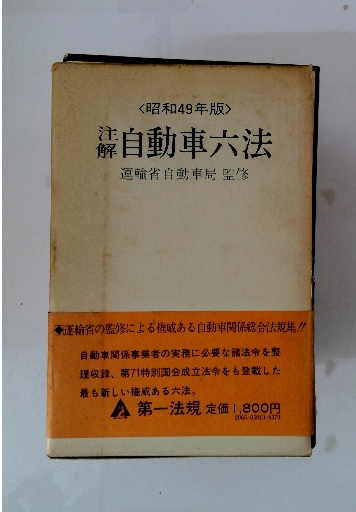 〈昭和49年版〉
注解 自動車六法
運輸省自動車局 監修
◆運輸省の監修による権威ある自動車関係総合法規集!!
自動車関係事業者の実務に必要な諸法令を整
理収録、第71特別国会成立法令をも登載した
最も新しい権威ある六法。
第一法規 定価1,800円